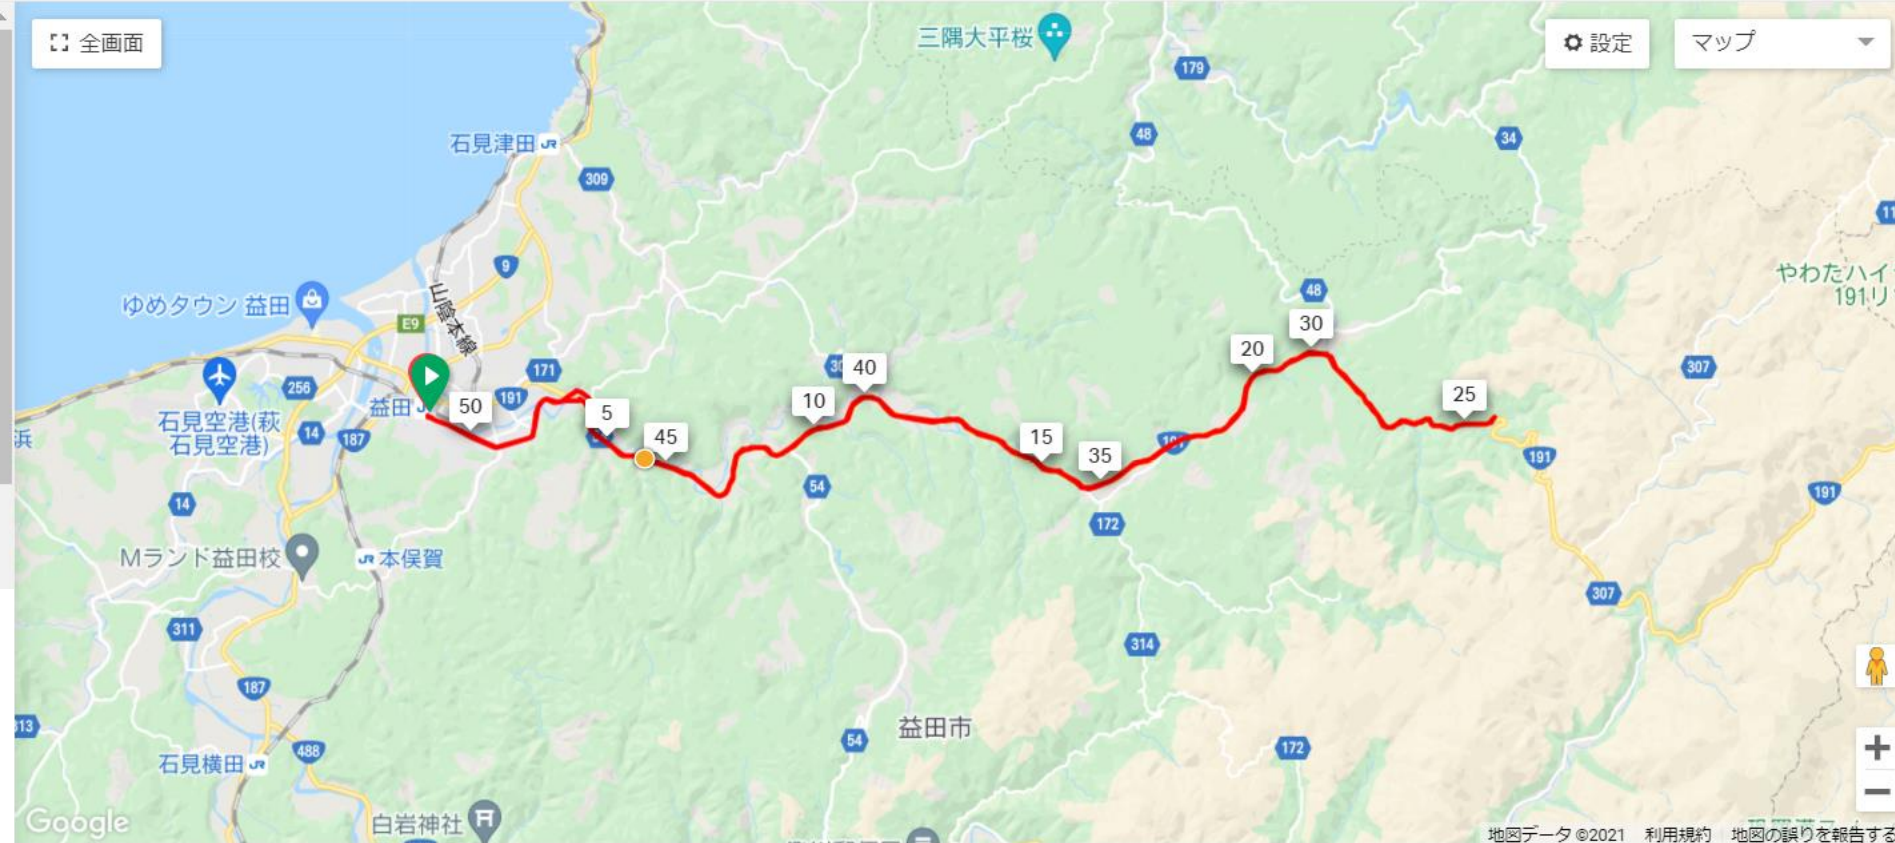 全画面
三隅大平桜
設定
マップ
179
48
34
石見津田
JR
309
9
やわたハイ
191リ
ゆめタウン 益田
山陰本線
E9
48
30
20
307
171
40
256
石見空港(萩
石見空港)
益田
50
191
5
10
25
浜
14
187
45
15
35
191
54
191
14
172
Mランド益田校
JR 本俣賀
307
311
314
187
益田市
54
172
488
石見横田 JR
白岩神社
Google
地図データ ©2021
利用規約
地図の誤りを報告する